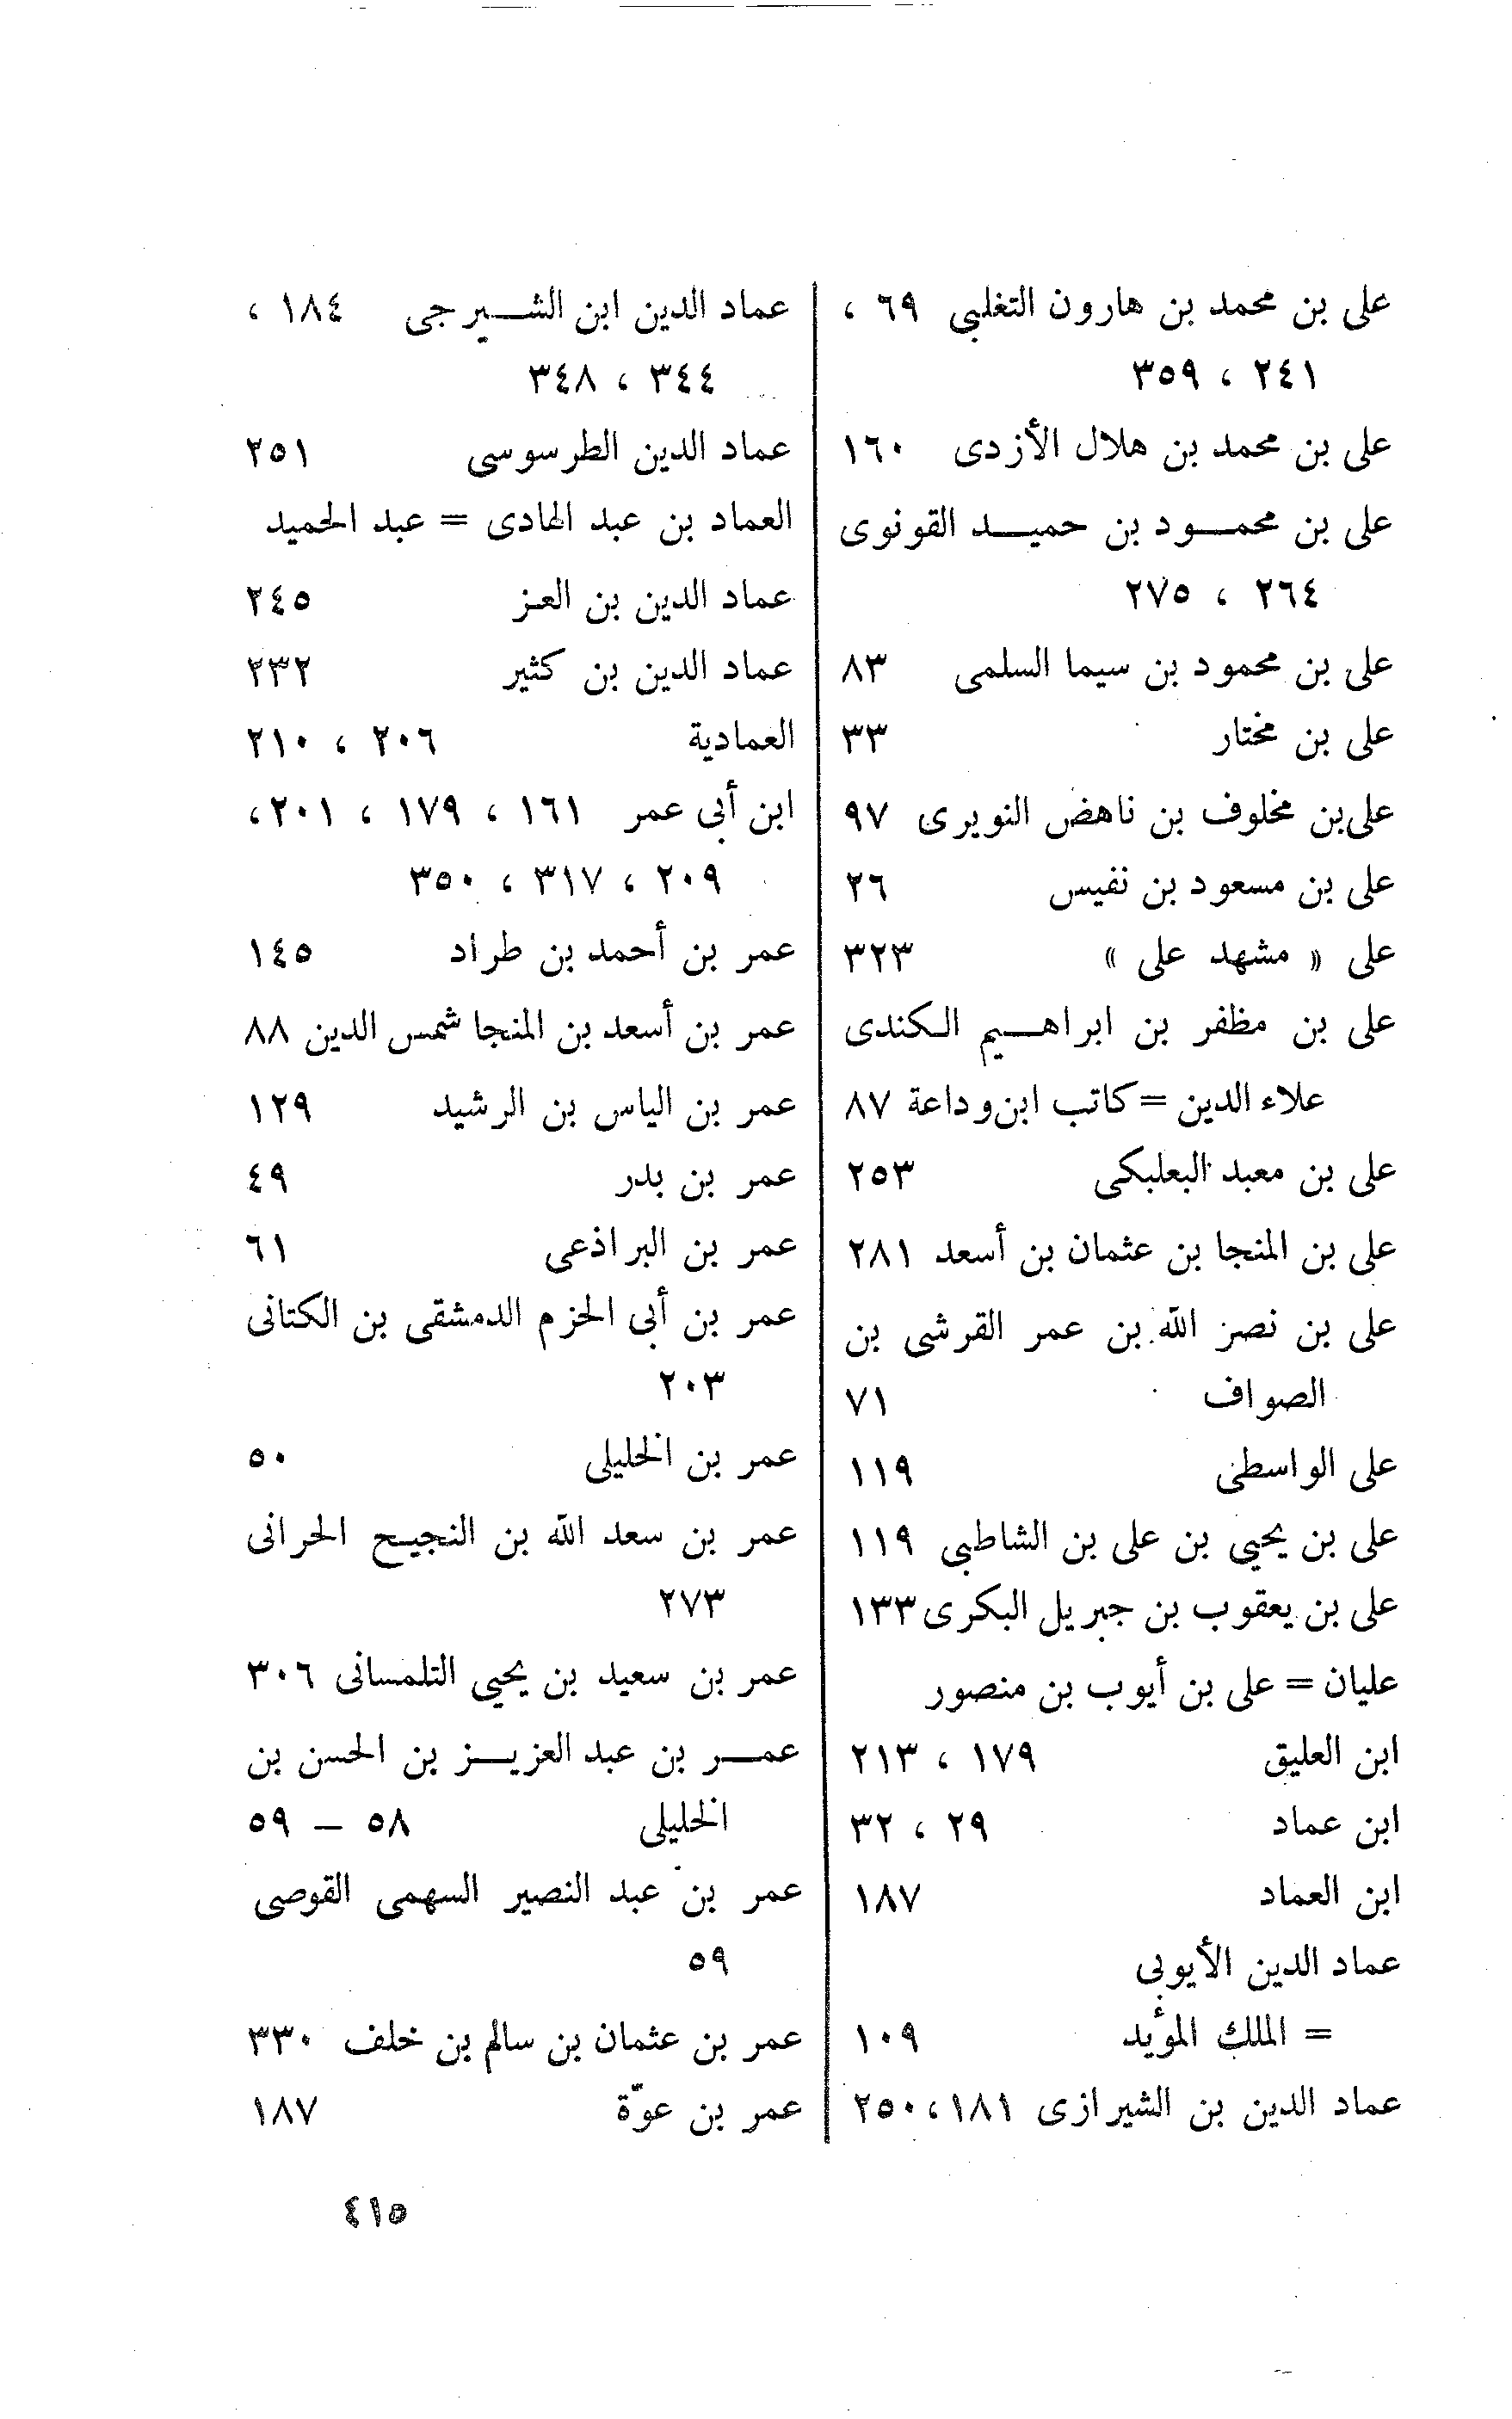 على بن محمد بن هارون التغلبي ٦٩ ،
٢٤١ ، ٣٥٩
على بن محمد بن هلال الأزدى ١٦٠
على بن محمود بن حميد القونوى
٢٦٤ ، ٢٧٥
على بن محمود بن سيما السلمى ٨٣
على بن مختار ٣٣
على بن مخلوف بن ناهض النويرى ٩٧
على بن مسعود بن نفيس ٢٦
على « مشهد على » ٣٢٣
على بن مظفر بن ابراهيم الكندى
علاء الدين = كاتب ابن وداعة ٨٧
على بن معبد البعلبكى ٢٥٣
على بن المنجا بن عثمان بن أسعد ٢٨١
على بن نصر الله بن عمر القرشى بن
الصواف ٧١
على الواسطى ١١٩
على بن يحيى بن على بن الشاطبى ١١٩
على بن يعقوب بن جبريل البكرى ١٣٣
عليان = على بن أيوب بن منصور
ابن العليق ١٧٩ ، ٢١٣
ابن عماد ٢٩ ، ٣٢
ابن العماد ١٨٧
عماد الدين الأيوبى
= الملك المؤيد ١٠٩
عماد الدين بن الشيرازى ١٨١ ، ٢٥٠
عماد الدين ابن الشيرجى ١٨٤ ،
٣٤٤ ، ٣٤٨
عماد الدين الطرسوسى ٢٥١
العماد بن عبد الهادى = عبد الحميد
عماد الدين بن العز ٢٤٥
عماد الدين بن كثير ٢٣٢
العمادية ٢٠٦ ، ٢١٠
ابن أبى عمر ١٦١ ، ١٧٩ ، ٢٠١ ،
٢٠٩ ، ٣١٧ ، ٣٥٠
عمر بن أحمد بن طراد ١٤٥
عمر بن أسعد بن المنجا شمس الدين ٨٨
عمر بن الياس بن الرشيد ١٢٩
عمر بن بدر ٤٩
عمر بن البراذعى ٦١
عمر بن أبى الحزم الدمشقى بن الكتانى
٢٠٣
عمر بن الخليلى ٥٠
عمر بن سعد الله بن النجيح الحرانى
٢٧٣
عمر بن سعيد بن يحيى التلمسانى ٣٠٦
عمر بن عبد العزيز بن الحسن بن
الخليلى ٥٨ – ٥٩
عمر بن عبد النصير السهمى القوصى
٥٩
عمر بن عثمان بن سالم بن خلف ٣٣٠
عمر بن عوّة ١٨٧
٤١٥